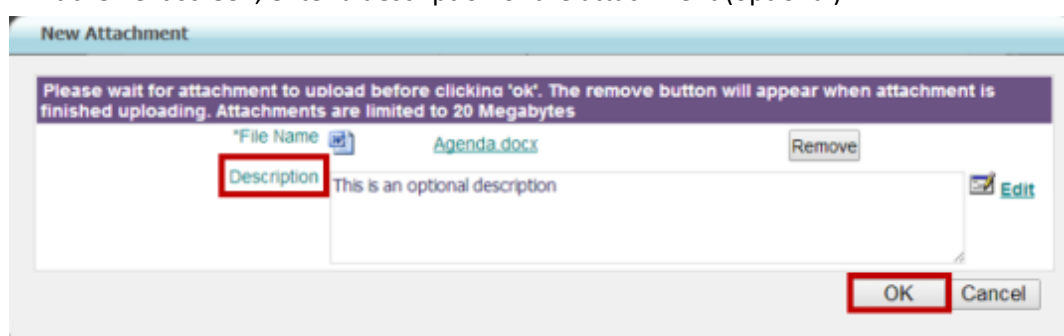 New Attachment
Please wait for attachment to upload before clicking 'ok'. The remove button will appear when attachment is
finished uploading. Attachments are limited to 20 Megabytes
*File Name Agenda.docx Remove
Description This is an optional description Edit
OK Cancel